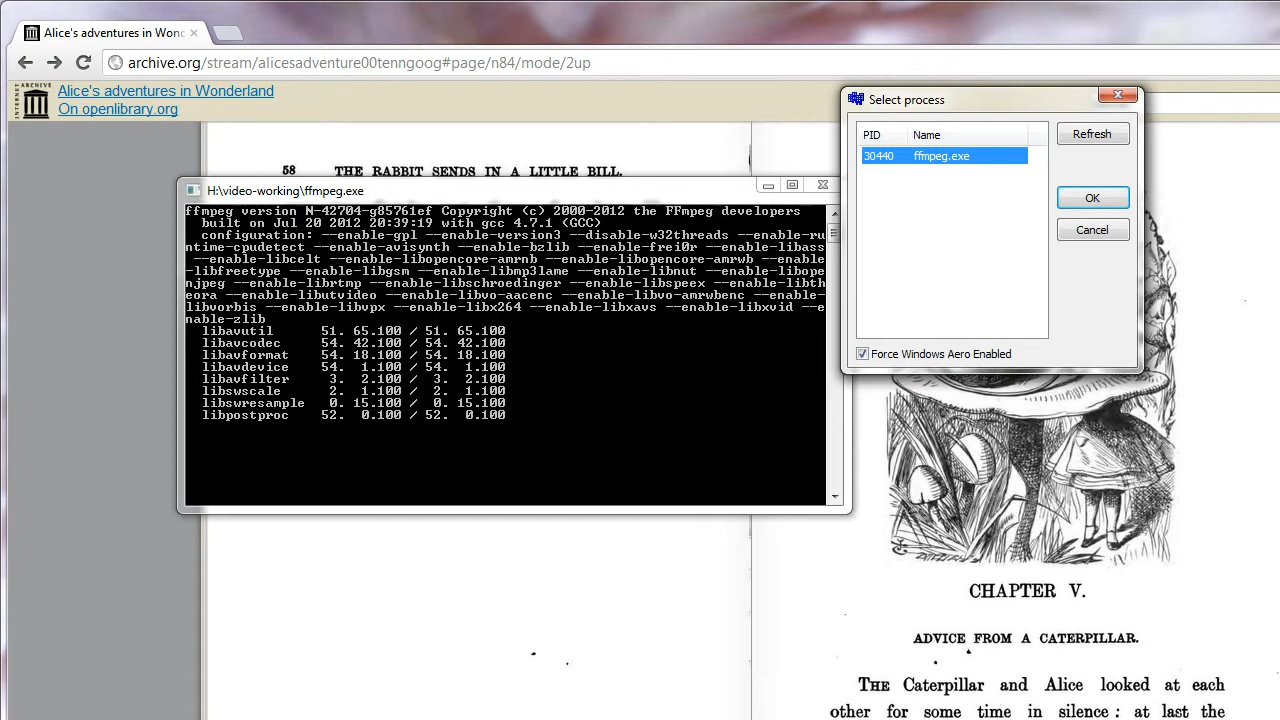 Alice's adventures in Wond
archive.org/stream/alicesadventure00tenngoog#page/n84/mode/2up
INTERNET ARCHIVE
Alice's adventures in Wonderland
On openlibrary.org
58 THE RABBIT SENDS IN A LITTLE BILL.
H:\video-working\ffmpeg.exe
ffmpeg version N-42704-g85761ef Copyright (c) 2000-2012 the FFmpeg developers
built on Jul 20 2012 20:39:19 with gcc 4.7.1 (GCC)
configuration: --enable-gpl --enable-version3 --disable-w32threads --enable-ru
ntime-cpudetect --enable-avisynth --enable-bzlib --enable-frei0r --enable-libass
--enable-libcelt --enable-libopencore-amrnb --enable-libopencore-amrwb --enable
-libfreetype --enable-libgsm --enable-libmp3lame --enable-libnut --enable-libope
njpeg --enable-librtmp --enable-libschroedinger --enable-libspeex --enable-libth
eora --enable-libutvideo --enable-libvo-aacenc --enable-libvo-amrwbenc --enable-
libvorbis --enable-libvpx --enable-libx264 --enable-libxavs --enable-libxvid --e
nable-zlib
libavutil 51. 65.100 / 51. 65.100
libavcodec 54. 42.100 / 54. 42.100
libavformat 54. 18.100 / 54. 18.100
libavdevice 54. 1.100 / 54. 1.100
libavfilter 3. 2.100 / 3. 2.100
libswscale 2. 1.100 / 2. 1.100
libswresample 0. 15.100 / 0. 15.100
libpostproc 52. 0.100 / 52. 0.100
Select process
PID Name
30440 ffmpeg.exe
Refresh
OK
Cancel
Force Windows Aero Enabled
CHAPTER V.
ADVICE FROM A CATERPILLAR.
THE Caterpillar and Alice looked at each
other for some time in silence : at last the